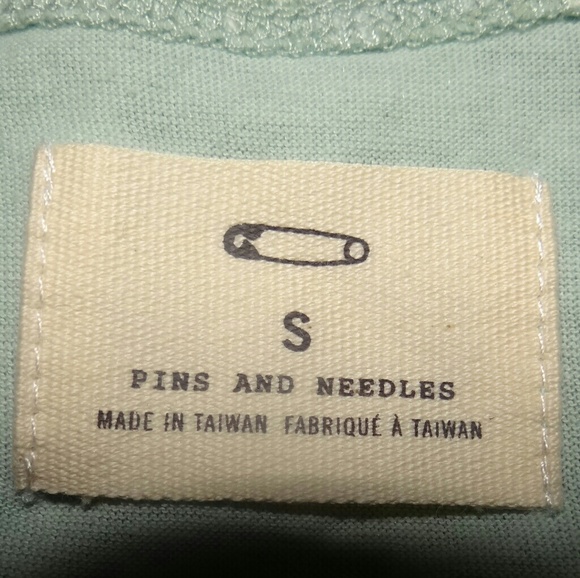 S
PINS AND NEEDLES
MADE IN TAIWAN FABRIQUÉ À TAIWAN